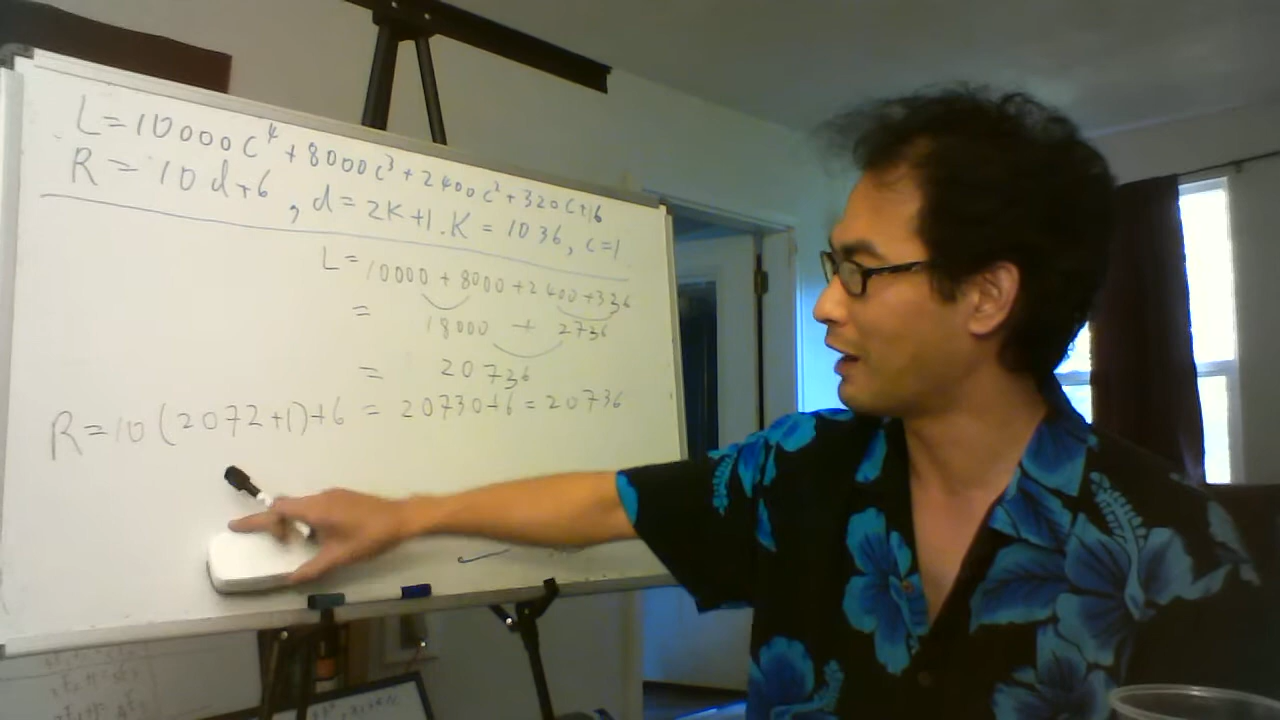 L=10000c⁴+8000c³+2400c²+320c+16
R=10d+6, d=2K+1. K=1036, c=1
L=10000+8000+2400+336
= 18000 + 2736
= 20736
R=10(2072+1)+6 = 20730+6 = 20736